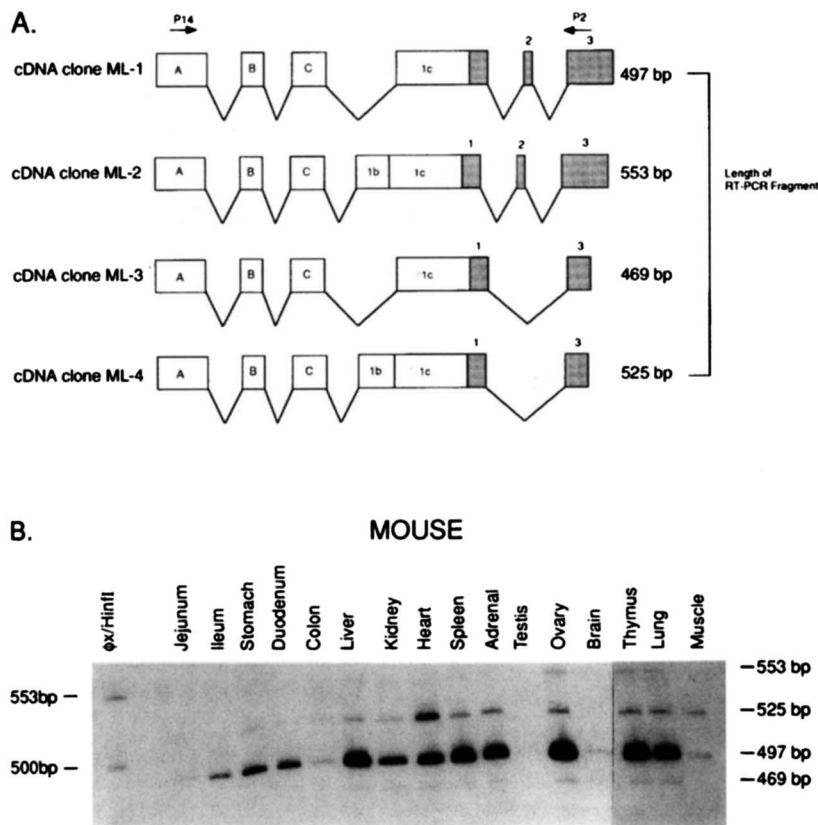 A.
P14
P2
cDNA clone ML-1
A
B
C
1c
2
3
497 bp
cDNA clone ML-2
A
B
C
1b
1c
1
2
3
553 bp
Length of
RT-PCR Fragment
cDNA clone ML-3
A
B
C
1c
1
3
469 bp
cDNA clone ML-4
A
B
C
1b
1c
1
3
525 bp
B.
MOUSE
φx/HinfI
Jejunum
Ileum
Stomach
Duodenum
Colon
Liver
Kidney
Heart
Spleen
Adrenal
Testis
Ovary
Brain
Thymus
Lung
Muscle
553bp –
500bp –
–553 bp
–525 bp
–497 bp
–469 bp